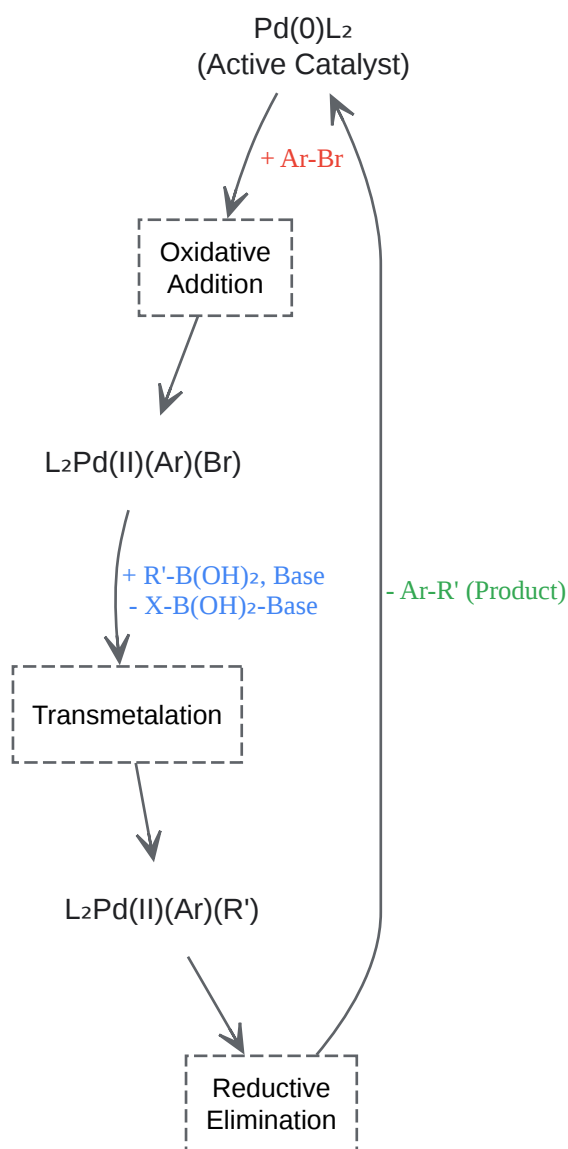 Pd(0)L₂
(Active Catalyst)
+ Ar-Br
Oxidative
Addition
L₂Pd(II)(Ar)(Br)
+ R'-B(OH)₂, Base
- X-B(OH)₂-Base
- Ar-R' (Product)
Transmetalation
L₂Pd(II)(Ar)(R')
Reductive
Elimination